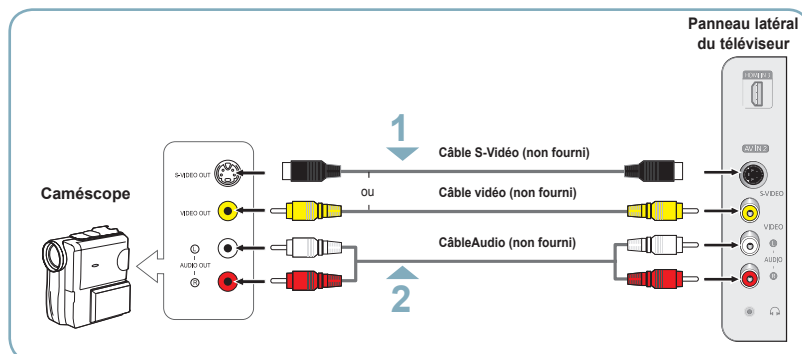 Panneau latéral
du téléviseur
HDMI IN 3
1
AV IN 2
S-VIDEO OUT
Câble S-Vidéo (non fourni)
S-VIDEO
Caméscope
ou
VIDEO OUT
Câble vidéo (non fourni)
VIDEO
L
AUDIO OUT
R
CâbleAudio (non fourni)
L
AUDIO
R
2